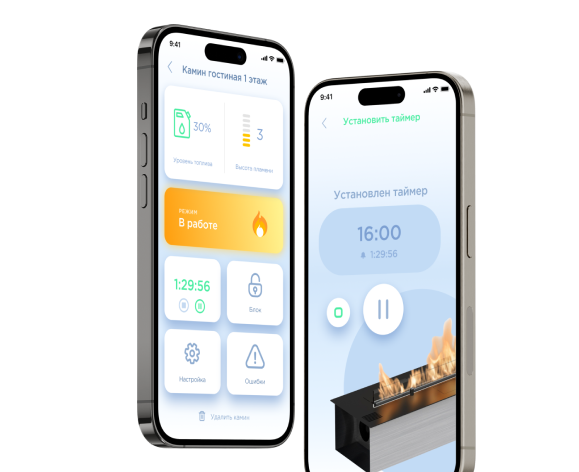 9:41
Камин гостиная 1 этаж
30%
3
Уровень топлива
Высота пламени
РЕЖИМ
В работе
1:29:56
Блок
Настройка
Ошибки
Удалить камин
9:41
Установить таймер
Установлен таймер
16:00
1:29:56